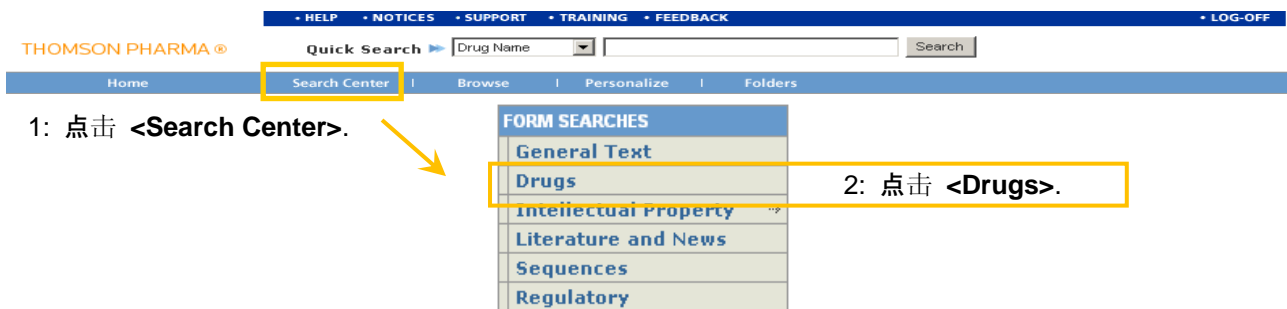 • HELP • NOTICES • SUPPORT • TRAINING • FEEDBACK • LOG-OFF
THOMSON PHARMA ® Quick Search Drug Name Search
Home Search Center | Browse | Personalize | Folders
1: 点击 <Search Center>.
FORM SEARCHES
General Text
Drugs
2: 点击 <Drugs>.
Intellectual Property
Literature and News
Sequences
Regulatory